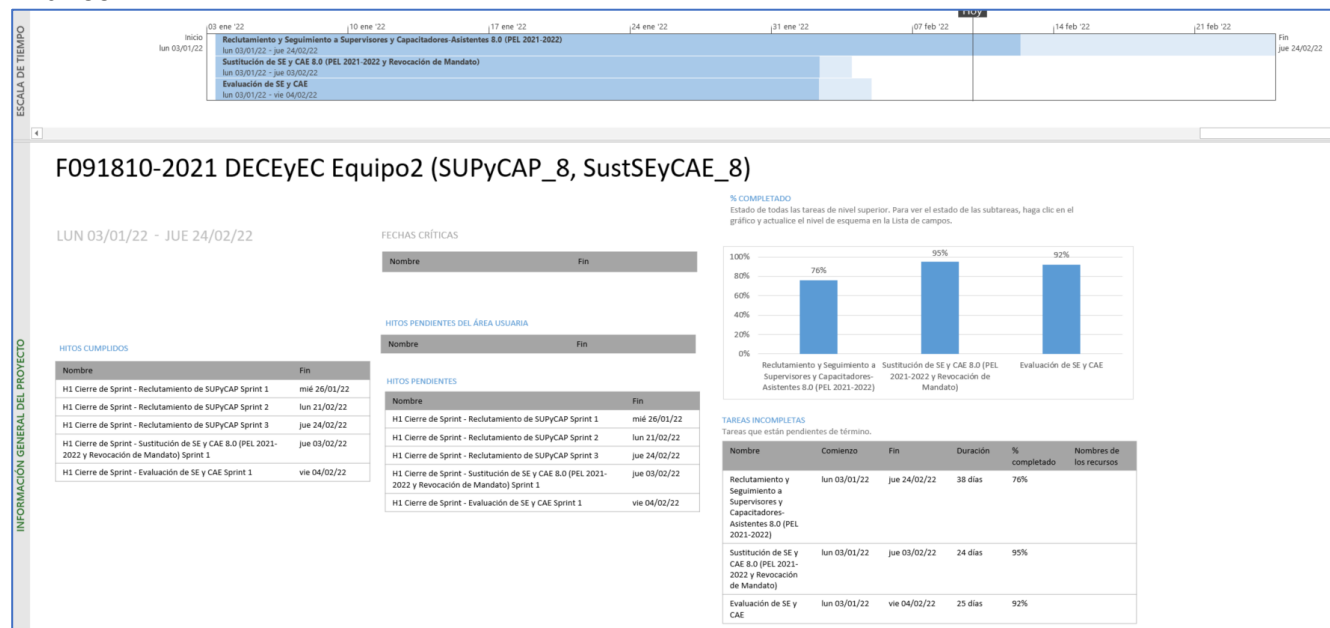 Hoy
03 ene '22
10 ene '22
17 ene '22
24 ene '22
31 ene '22
07 feb '22
14 feb '22
21 feb '22
ESCALA DE TIEMPO
Inicio
lun 03/01/22
Reclutamiento y Seguimiento a Supervisores y Capacitadores-Asistentes 8.0 (PEL 2021-2022)
lun 03/01/22 - jue 24/02/22
Sustitución de SE y CAE 8.0 (PEL 2021-2022 y Revocación de Mandato)
lun 03/01/22 - jue 03/02/22
Evaluación de SE y CAE
lun 03/01/22 - vie 04/02/22
Fin
jue 24/02/22
INFORMACIÓN GENERAL DEL PROYECTO
F091810-2021 DECEyEC Equipo2 (SUPyCAP_8, SustSEyCAE_8)
LUN 03/01/22 - JUE 24/02/22
HITOS CUMPLIDOS
Nombre Fin
H1 Cierre de Sprint - Reclutamiento de SUPyCAP Sprint 1 mié 26/01/22
H1 Cierre de Sprint - Reclutamiento de SUPyCAP Sprint 2 lun 21/02/22
H1 Cierre de Sprint - Reclutamiento de SUPyCAP Sprint 3 jue 24/02/22
H1 Cierre de Sprint - Sustitución de SE y CAE 8.0 (PEL 2021- jue 03/02/22
2022 y Revocación de Mandato) Sprint 1
H1 Cierre de Sprint - Evaluación de SE y CAE Sprint 1 vie 04/02/22
FECHAS CRÍTICAS
Nombre Fin
HITOS PENDIENTES DEL ÁREA USUARIA
Nombre Fin
HITOS PENDIENTES
Nombre Fin
H1 Cierre de Sprint - Reclutamiento de SUPyCAP Sprint 1 mié 26/01/22
H1 Cierre de Sprint - Reclutamiento de SUPyCAP Sprint 2 lun 21/02/22
H1 Cierre de Sprint - Reclutamiento de SUPyCAP Sprint 3 jue 24/02/22
H1 Cierre de Sprint - Sustitución de SE y CAE 8.0 (PEL 2021- jue 03/02/22
2022 y Revocación de Mandato) Sprint 1
H1 Cierre de Sprint - Evaluación de SE y CAE Sprint 1 vie 04/02/22
% COMPLETADO
Estado de todas las tareas de nivel superior. Para ver el estado de las subtareas, haga clic en el
gráfico y actualice el nivel de esquema en la Lista de campos.
100%
80%
60%
40%
20%
0%
76%
95%
92%
Reclutamiento y Seguimiento a
Supervisores y Capacitadores-
Asistentes 8.0 (PEL 2021-2022)
Sustitución de SE y CAE 8.0 (PEL
2021-2022 y Revocación de
Mandato)
Evaluación de SE y CAE
TAREAS INCOMPLETAS
Tareas que están pendientes de término.
Nombre Comienzo Fin Duración % Nombres de
completado los recursos
Reclutamiento y lun 03/01/22 jue 24/02/22 38 días 76%
Seguimiento a
Supervisores y
Capacitadores-
Asistentes 8.0 (PEL
2021-2022)
Sustitución de SE y lun 03/01/22 jue 03/02/22 24 días 95%
CAE 8.0 (PEL 2021-
2022 y Revocación
de Mandato)
Evaluación de SE y lun 03/01/22 vie 04/02/22 25 días 92%
CAE